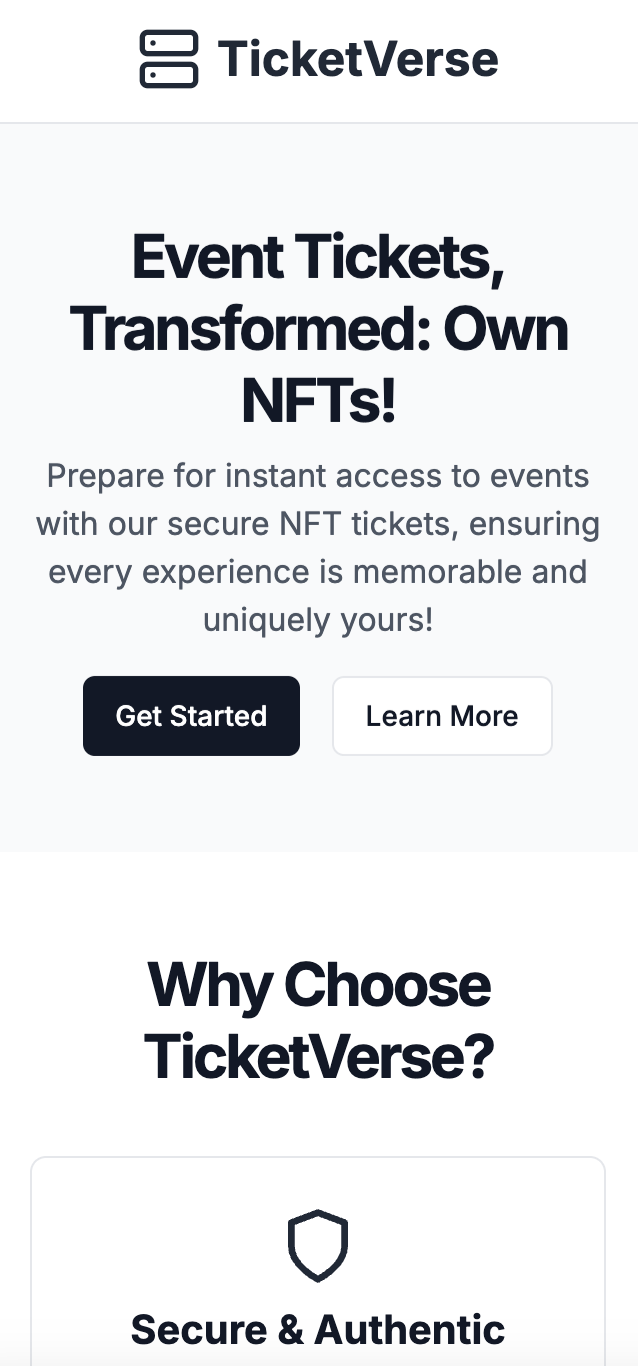 TicketVerse
Event Tickets,
Transformed: Own
NFTs!
Prepare for instant access to events
with our secure NFT tickets, ensuring
every experience is memorable and
uniquely yours!
Get Started
Learn More
Why Choose
TicketVerse?
Secure & Authentic